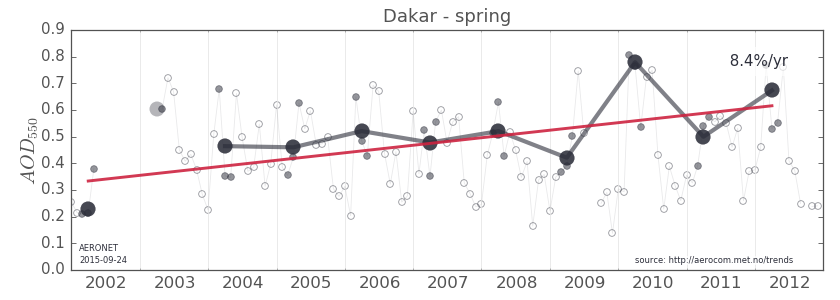 Dakar - spring
0.9
0.8
0.7
0.6
0.5
0.4
0.3
0.2
0.1
0.0
AOD550
8.4%/yr
AERONET
2015-09-24
source: http://aerocom.met.no/trends
2002 2003 2004 2005 2006 2007 2008 2009 2010 2011 2012